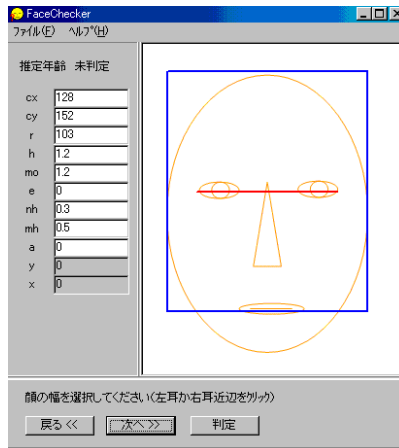 FaceChecker
ファイル(F) ヘルプ(H)
推定年齢 未判定
cx 128
cy 152
r 103
h 1.2
mo 1.2
e 0
nh 0.3
mh 0.5
a 0
y 0
x 0
顔の幅を選択してください(左耳か右耳近辺をクリック)
戻る << 次へ >> 判定